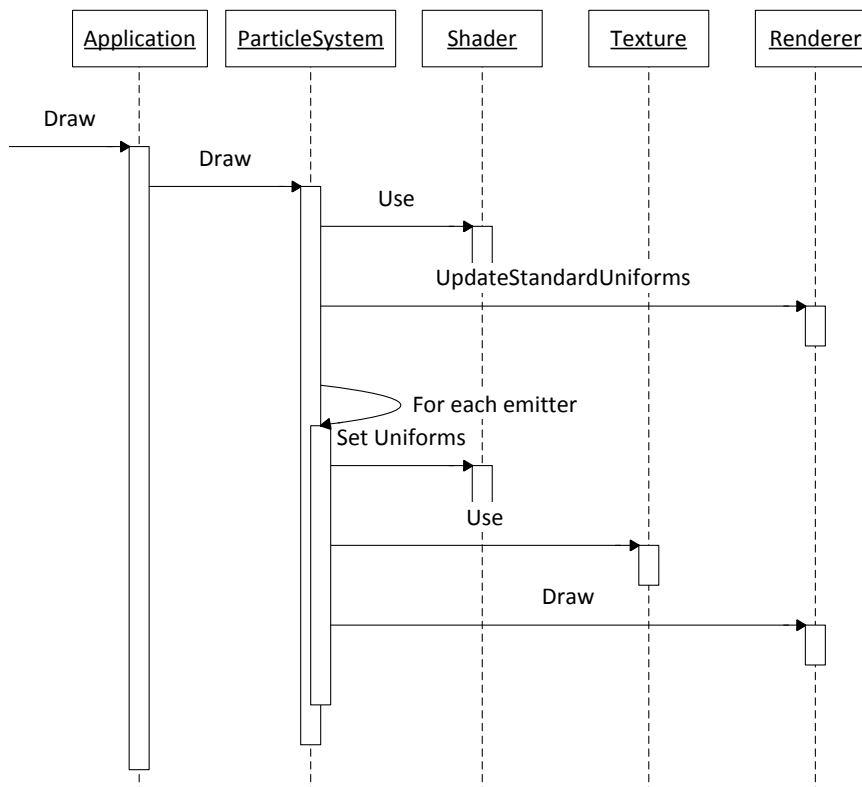 Application
ParticleSystem
Shader
Texture
Renderer
Draw
Draw
Use
UpdateStandardUniforms
For each emitter
Set Uniforms
Use
Draw